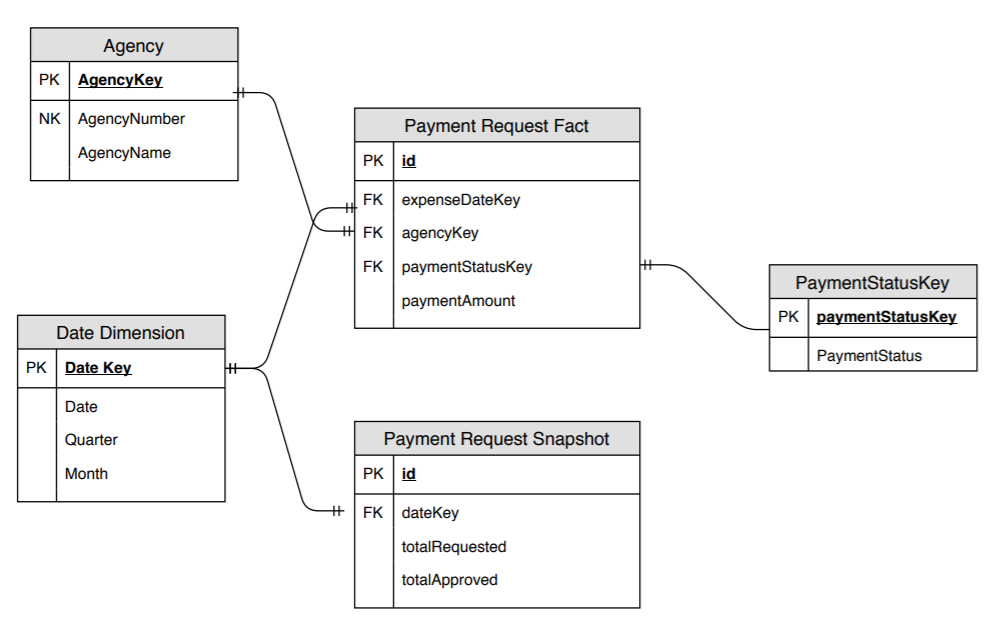 Agency
PK AgencyKey
NK AgencyNumber
AgencyName
Payment Request Fact
PK id
FK expenseDateKey
FK agencyKey
FK paymentStatusKey
paymentAmount
PaymentStatusKey
PK paymentStatusKey
PaymentStatus
Date Dimension
PK Date Key
Date
Quarter
Month
Payment Request Snapshot
PK id
FK dateKey
totalRequested
totalApproved